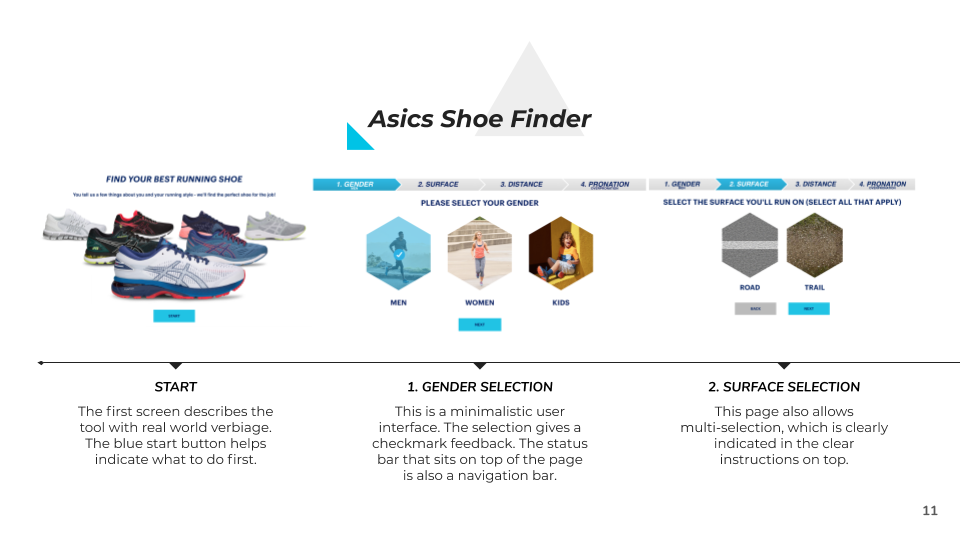 Asics Shoe Finder
FIND YOUR BEST RUNNING SHOE
You tell us a few things about you and your running style - we'll find the perfect shoe for the job!
START
1. GENDER
2. SURFACE
3. DISTANCE
4. PRONATION
PLEASE SELECT YOUR GENDER
MEN
WOMEN
KIDS
NEXT
1. GENDER
2. SURFACE
3. DISTANCE
4. PRONATION
SELECT THE SURFACE YOU'LL RUN ON (SELECT ALL THAT APPLY)
ROAD
TRAIL
BACK
NEXT
START
The first screen describes the
tool with real world verbiage.
The blue start button helps
indicate what to do first.
1. GENDER SELECTION
This is a minimalistic user
interface. The selection gives a
checkmark feedback. The status
bar that sits on top of the page
is also a navigation bar.
2. SURFACE SELECTION
This page also allows
multi-selection, which is clearly
indicated in the clear
instructions on top.
11